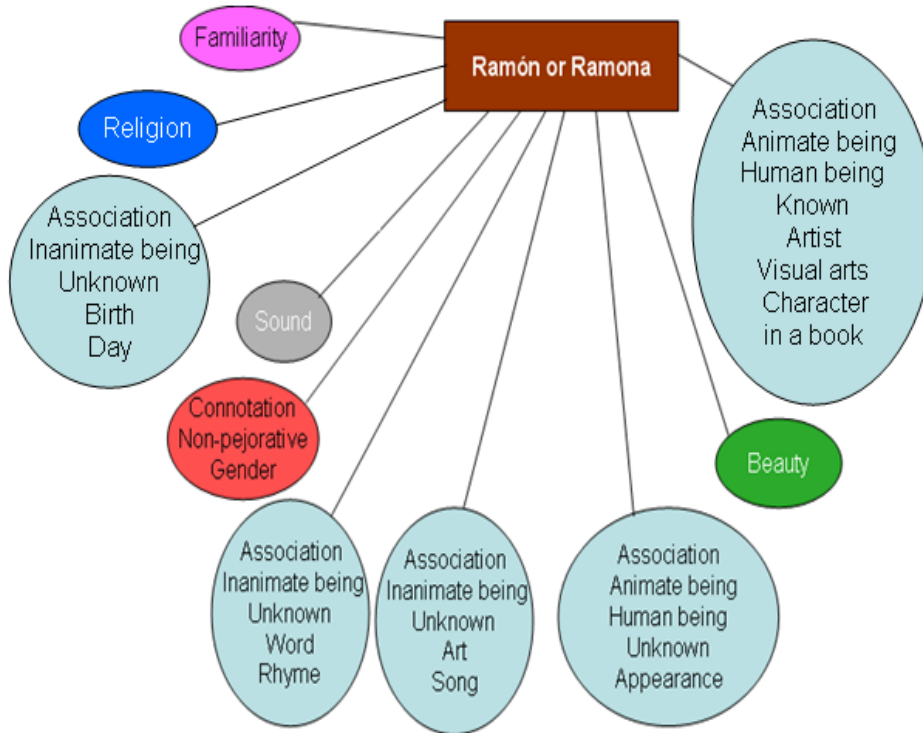 Familiarity
Ramón or Ramona
Religion
Association
Inanimate being
Unknown
Birth
Day
Association
Animate being
Human being
Known
Artist
Visual arts
Character
in a book
Sound
Connotation
Non-pejorative
Gender
Beauty
Association
Inanimate being
Unknown
Word
Rhyme
Association
Inanimate being
Unknown
Art
Song
Association
Animate being
Human being
Unknown
Appearance